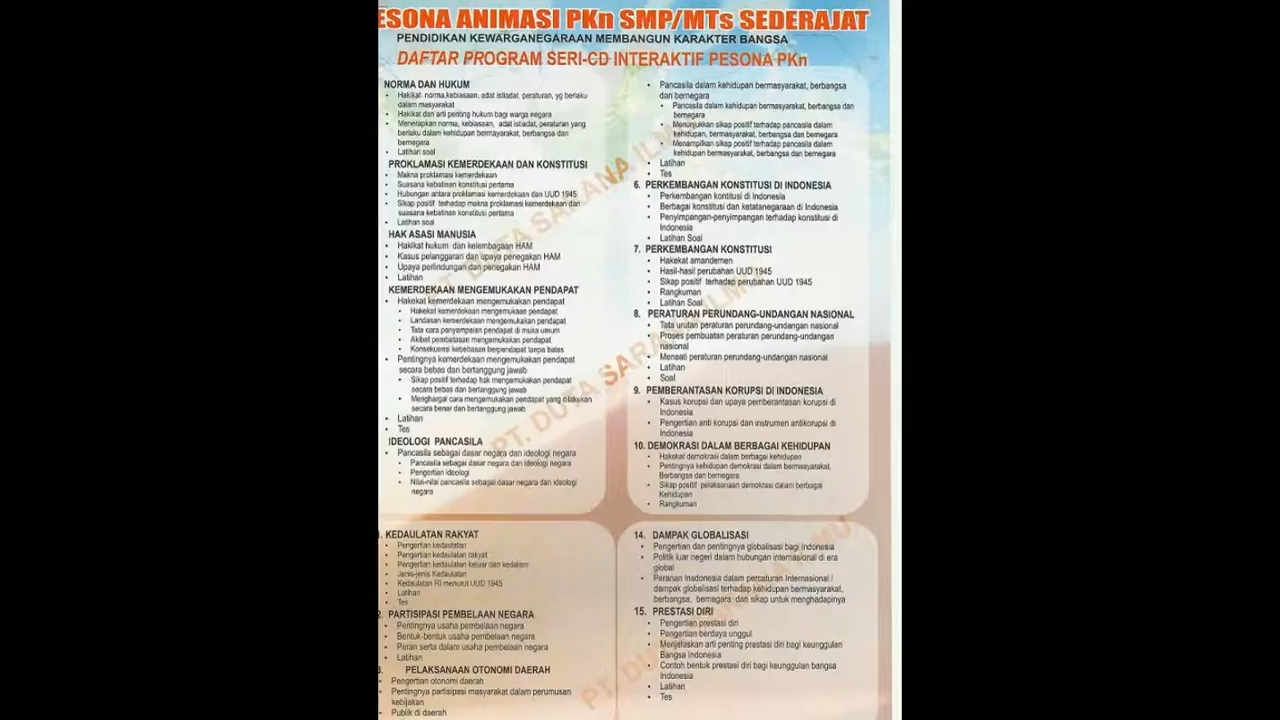 ESONA ANIMASI PKn SMP/MTs SEDERAJAT
PENDIDIKAN KEWARGANEGARAAN MEMBANGUN KARAKTER BANGSA
DAFTAR PROGRAM SERI-CD INTERAKTIF PESONA PKn
NORMA DAN HUKUM
• Hakikat norma,kebiasaan, adat istiadat, peraturan, yg berlaku
dalam masyarakat
• Hakikat dan arti penting hukum bagi warga negara
• Menerapkan norma, kebiasaan, adat istiadat, peraturan yang
berlaku dalam kehidupan bermayarakat, berbangsa dan
bernegara
• Latihan soal
PROKLAMASI KEMERDEKAAN DAN KONSTITUSI
• Makna proklamasi kemerdekaan
• Suasana kebatinan konstitusi pertama
• Hubungan antara proklamasi kemerdekaan dan UUD 1945
• Sikap positif terhadap makna proklamasi kemerdekaan dan
suasana kebatinan konstitusi pertama
• Latihan soal
HAK ASASI MANUSIA
• Hakikat hukum dan kelembagaan HAM
• Kasus pelanggaran dan upaya penegakan HAM
• Upaya perlindungan dan penegakan HAM
• Latihan
KEMERDEKAAN MENGEMUKAKAN PENDAPAT
• Hakekat kemerdekaan mengemukakan pendapat
• Hakekat kemerdekaan mengemukaae pendapat
• Landasan kemerdekaan mengemukakan pendapat
• Tata cara penyampaian pendapat di muka umum
• Akibat pembatasan mengemukakan pendapat
• Konsekuensi kebebasan berpendapat tanpa batas
• Pentingnya kemerdekaan mengemukakan pendapat
secara bebas dan bertanggung jawab
• Sikap positif terhadap hak mengemukakan pendapat
secara bebas dan bertanggung jawab
• Menghargai cara mengemukakan pendapat yang dilakukan
secara benar dan bertanggung jawab
• Latihan
• Tes
IDEOLOGI PANCASILA
• Pancasila sebagai dasar negara dan ideologi negara
• Pancasila sebagai dasar negara dan ideologi negara
• Pengertian ideologi
• Nilai-nilai pancasila sebagai dasar negara dan ideologi
negara
• Pancasila dalam kehidupan bermasyarakat, berbangsa
dan bernegara
• Pancasila dalam kehidupan bermasyarakat, berbangsa dan
bernegara
• Menunjukkan sikap positif terhadap pancasila dalam
kehidupan, bermasyarakat, berbangsa dan bernegara
• Menampilkan sikap positif terhadap pancasila dalam
kehidupan bermasyarakat, berbangsa dan bernegara
• Latihan
• Tes
6. PERKEMBANGAN KONSTITUSI DI INDONESIA
• Perkembangan kontitusi di Indonesia
• Berbagai konstitusi dan ketatanegaraan di Indonesia
• Penyimpangan-penyimpangan terhadap konstitusi di
Indonesia
• Latihan Soal
7. PERKEMBANGAN KONSTITUSI
• Hakekat amandemen
• Hasil-hasil perubahan UUD 1945
• Sikap positif terhadap perubahan UUD 1945
• Rangkuman
• Latihan Soal
8. PERATURAN PERUNDANG-UNDANGAN NASIONAL
• Tata urutan peraturan perundang-undangan nasional
• Proses pembuatan peraturan perundang-undangan
nasional
• Menaati peraturan perundang-undangan nasional
• Latihan
• Soal
9. PEMBERANTASAN KORUPSI DI INDONESIA
• Kasus korupsi dan upaya pemberantasan korupsi di
Indonesia
• Pengertian anti korupsi dan instrumen antikorupsi di
Indonesia
10. DEMOKRASI DALAM BERBAGAI KEHIDUPAN
• Hakekat demokrasi dalam berbagai kehidupan
• Pentingnya kehidupan demokrasi dalam bermasyarakat,
Berbangsa dan bernegara
• Sikap positif pelaksanaan demokrasi dalam berbagai
Kehidupan
• Rangkuman
1. KEDAULATAN RAKYAT
• Pengertian kedaulatan
• Pengertian kedaulatan rakyat
• Pengertian kedaulatan keluar dan kedalam
• Jenis-jenis Kedaulatan
• Kedaulatan RI menurut UUD 1945
• Latihan
• Tes
2. PARTISIPASI PEMBELAAN NEGARA
• Pentingnya usaha pembelaan negara
• Bentuk-bentuk usaha pembelaan negara
• Peran serta dalam usaha pembelaan negara
• Latihan
3. PELAKSANAAN OTONOMI DAERAH
• Pengertian otonomi daerah
• Pentingnya partisipasi masyarakat dalam perumusan
kebijakan
• Publik di daerah
14. DAMPAK GLOBALISASI
• Pengertian dan pentingnya globalisasi bagi Indonesia
• Politik luar negeri dalam hubungan internasional di era
global
• Peranan Inadonesia dalam percaturan Internasional /
dampak globalisasi terhadap kehidupan bermasyarakat,
berbangsa, bernegara dan sikap untuk menghadapinya
15. PRESTASI DIRI
• Pengertian prestasi diri
• Pengertian berdaya unggul
• Menjelaskan arti penting prestasi diri bagi keunggulan
Bangsa Indonesia
• Contoh bentuk prestasi diri bagi keunggulan bangsa
Indonesia
• Latihan
• Tes
PT. DUTA SARANA ILMU
PT. DUTA SARANA ILMU